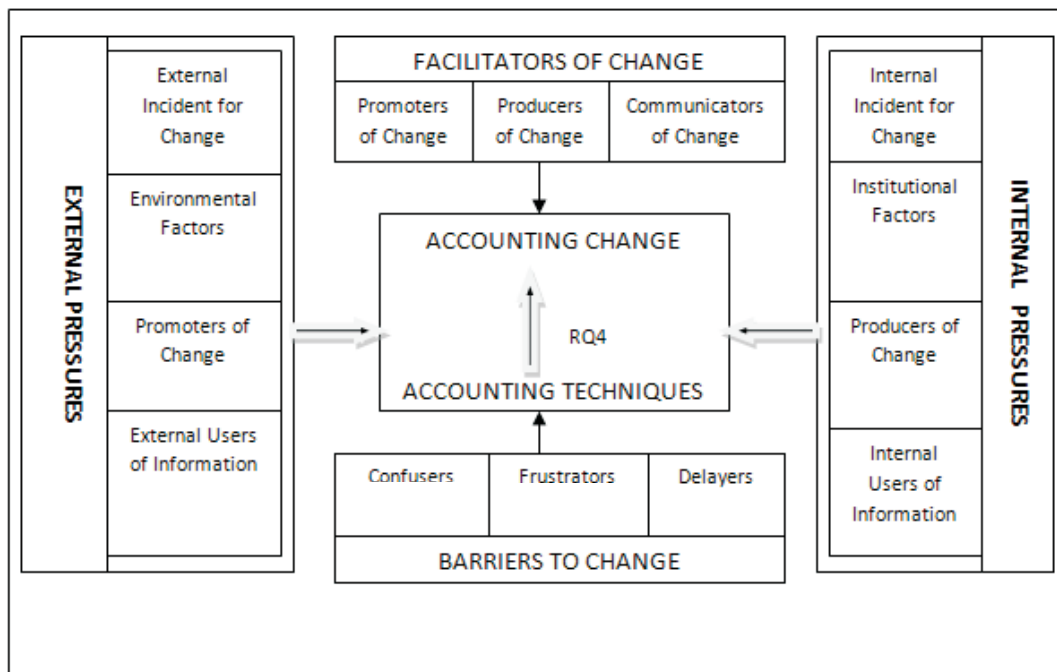 EXTERNAL PRESSURES
External
Incident for
Change
Environmental
Factors
Promoters of
Change
External Users
of Information
FACILITATORS OF CHANGE
Promoters
of Change
Producers
of Change
Communicators
of Change
ACCOUNTING CHANGE
RQ4
ACCOUNTING TECHNIQUES
Confusers
Frustrators
Delayers
BARRIERS TO CHANGE
Internal
Incident for
Change
Institutional
Factors
Producers of
Change
Internal
Users of
Information
INTERNAL PRESSURES